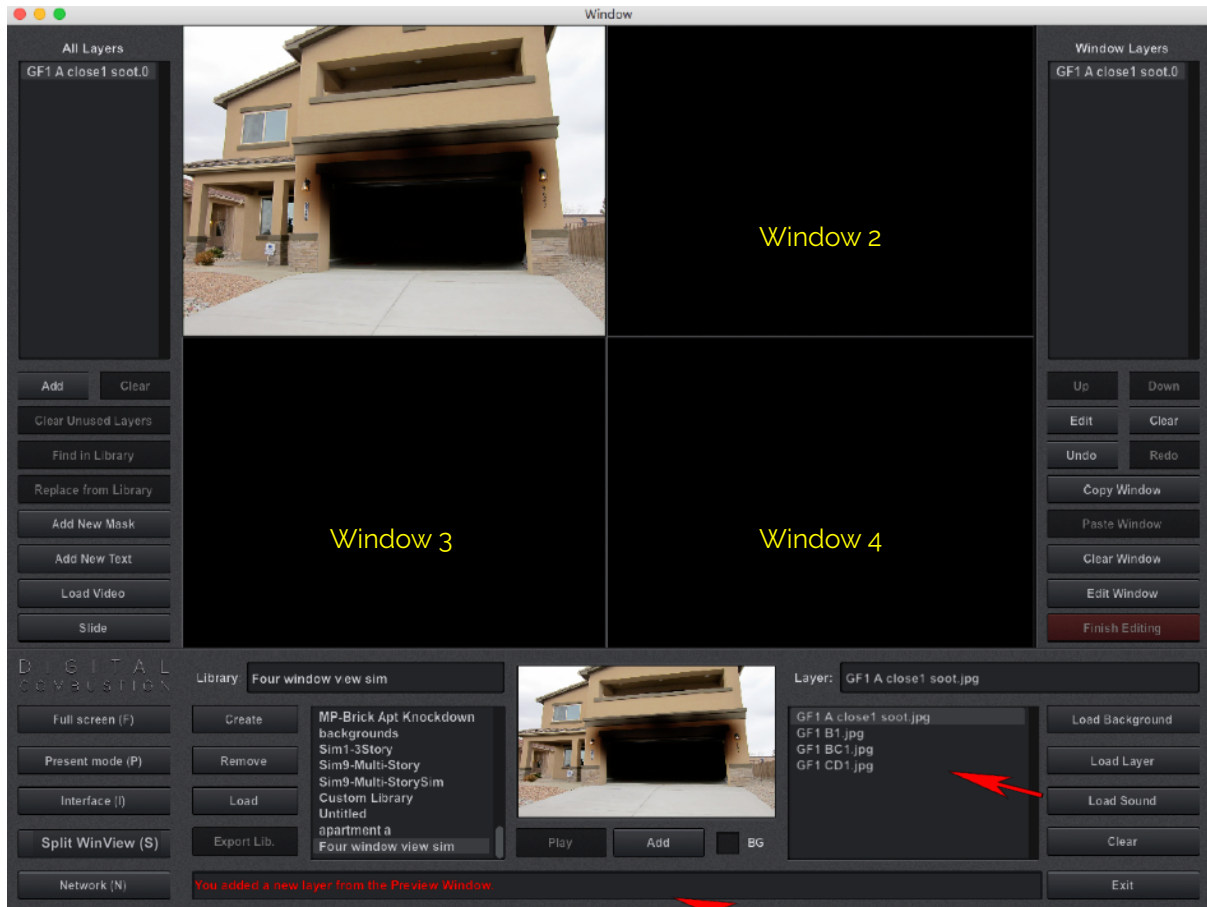 Window
All Layers
GF1 A close1 soot.0
Add
Clear
Clear Unused Layers
Find in Library
Replace from Library
Add New Mask
Add New Text
Load Video
Slide
Window 2
Window 3
Window 4
Window Layers
GF1 A close1 soot.0
Up
Down
Edit
Clear
Undo
Redo
Copy Window
Paste Window
Clear Window
Edit Window
Finish Editing
DIGITAL
COMBUSTION
Full screen (F)
Present mode (P)
Interface (I)
Split WinView (S)
Network (N)
Library
Four window view sim
Create
Remove
Load
Export Lib.
MP-Brick Apt Knockdown
backgrounds
Sim1-3Story
Sim9-Multi-Story
Sim9-Multi-StorySim
Custom Library
Untitled
apartment a
Four window view sim
Play
Add
BG
Layer:
GF1 A close1 soot.jpg
GF1 A close1 soot.jpg
GF1 B1.jpg
GF1 BC1.jpg
GF1 CD1.jpg
Load Background
Load Layer
Load Sound
Clear
Exit
You added a new layer from the Preview Window.